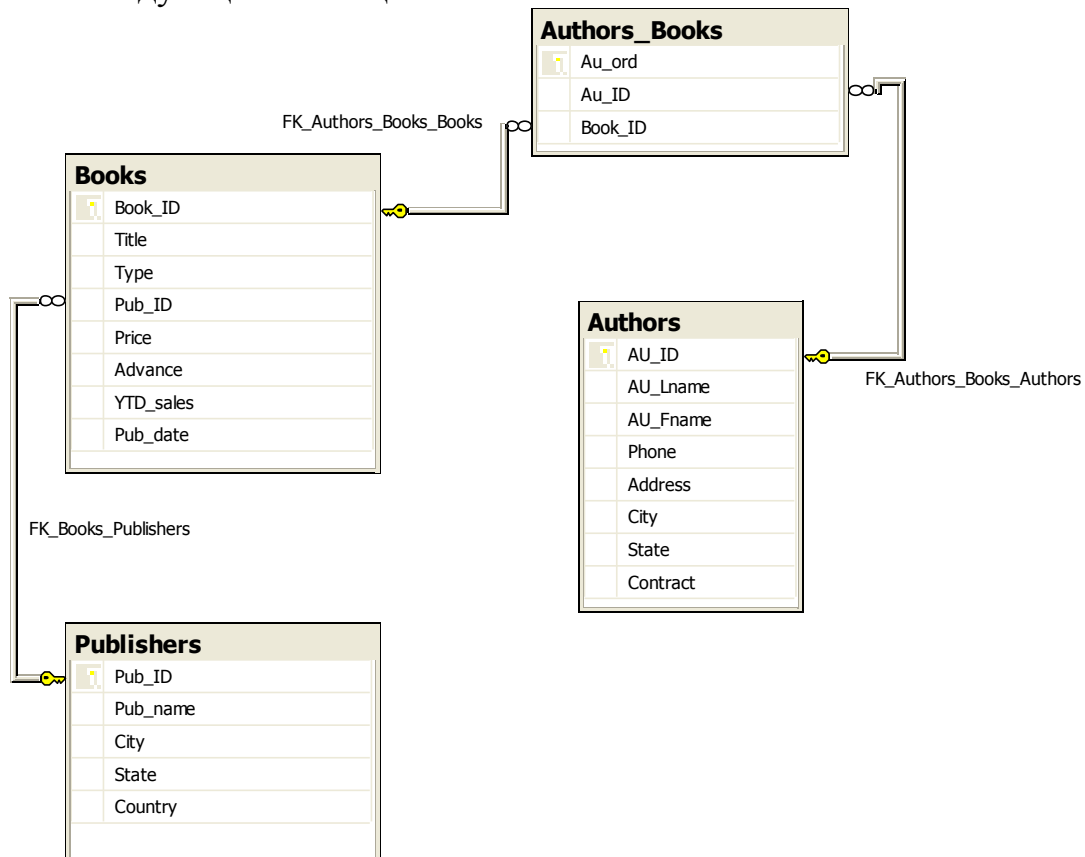 Authors_Books
Au_ord
Au_ID
Book_ID
FK_Authors_Books_Books
Books
Book_ID
Title
Type
Pub_ID
Price
Advance
YTD_sales
Pub_date
Authors
AU_ID
AU_Lname
AU_Fname
Phone
Address
City
State
Contract
FK_Authors_Books_Authors
FK_Books_Publishers
Publishers
Pub_ID
Pub_name
City
State
Country